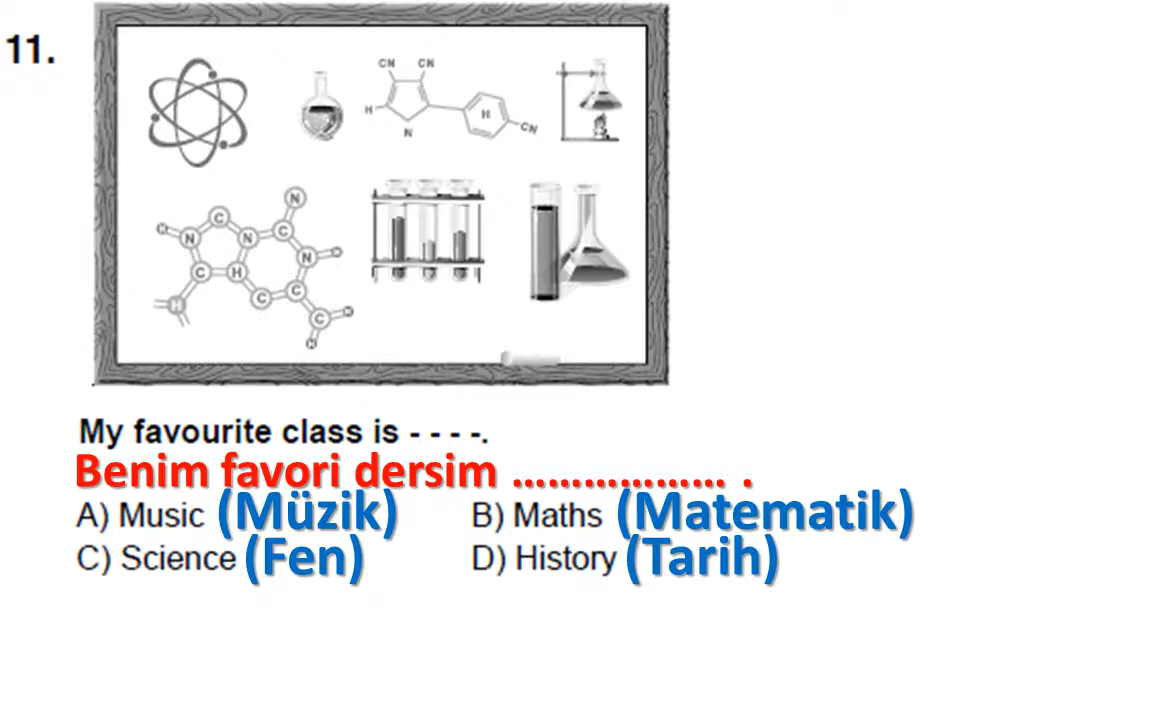 11.
CN CN
H H
N CN
N
C
Cl N N C
N H
C H
C C
H C H
H
My favourite class is - - - -.
Benim favori dersim .................. .
A) Music (Müzik) B) Maths (Matematik)
C) Science (Fen) D) History (Tarih)